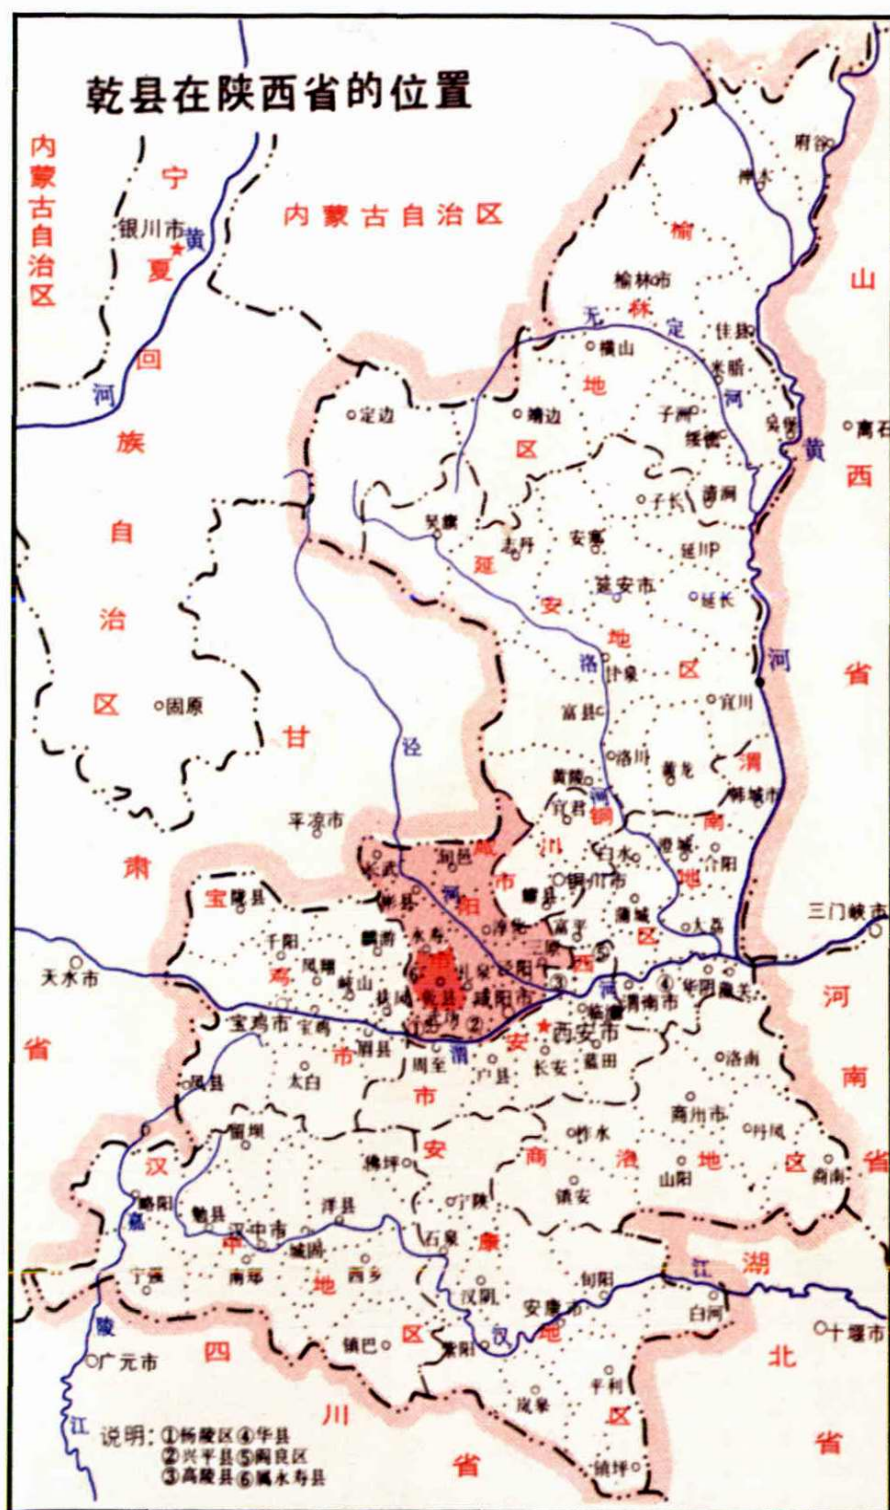 乾县在陕西省的位置
内蒙古自治区
宁夏回族自治区
银川市
黄
河
内蒙古自治区
府谷
神木
榆林地区
榆林市
无定河
横山
佳县
米脂
山西省
定边
靖边
子洲
绥德
吴堡
离石
黄
河
子长
清涧
吴旗
志丹
安塞
延川
延安地区
延安市
延长
洛
河
甘泉
固原
甘肃省
富县
宜川
泾
河
洛川
黄陵
黄龙
渭南地区
韩城市
宜君
铜川市
平凉市
长武
旬邑
咸阳市
白水
澄城
合阳
彬县
铜川市
耀县
蒲城
宝鸡市
陇县
麟游
永寿
淳化
三原
富平
大荔
三门峡市
千阳
凤翔
岐山
扶风
⑥
乾县
礼泉
泾阳
咸阳市
武功
①
②
③
④
⑤
天水市
宝鸡市
宝鸡
眉县
周至
渭
河
户县
西安市
西安市
长安
临潼
蓝田
渭南市
华阴
潼关
河南省
凤县
太白
洛南
商州市
丹凤
商南
商洛地区
柞水
山阳
镇安
留坝
佛坪
宁陕
安康地区
汉中地区
略阳
勉县
汉中市
城固
洋县
石泉
嘉陵江
宁强
南郑
西乡
汉阴
旬阳
安康市
汉
江
白河
湖北省
十堰市
镇巴
紫阳
广元市
四川省
岚皋
平利
镇坪
说明:①杨陵区④华县
②兴平县⑤阎良区
③高陵县⑥属永寿县